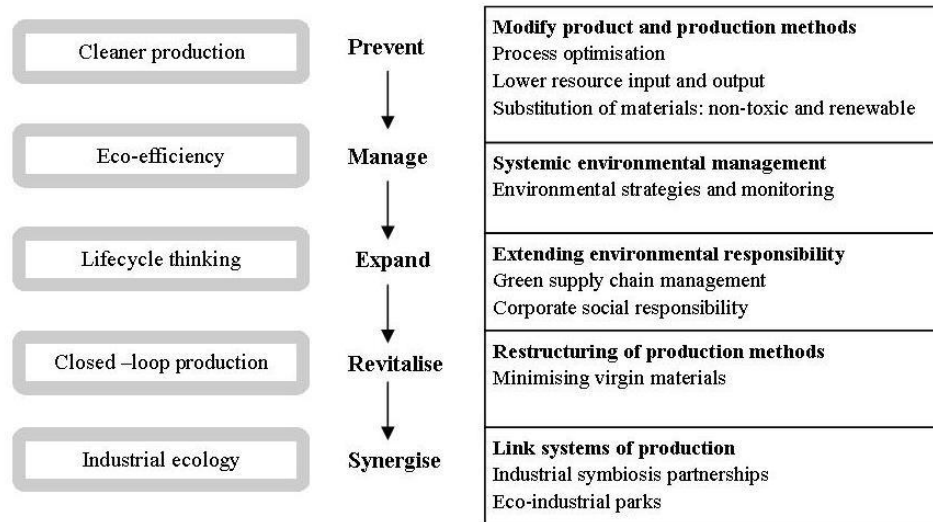 Cleaner production
Prevent
Modify product and production methods
Process optimisation
Lower resource input and output
Substitution of materials: non-toxic and renewable
Eco-efficiency
Manage
Systemic environmental management
Environmental strategies and monitoring
Lifecycle thinking
Expand
Extending environmental responsibility
Green supply chain management
Corporate social responsibility
Closed –loop production
Revitalise
Restructuring of production methods
Minimising virgin materials
Industrial ecology
Synergise
Link systems of production
Industrial symbiosis partnerships
Eco-industrial parks